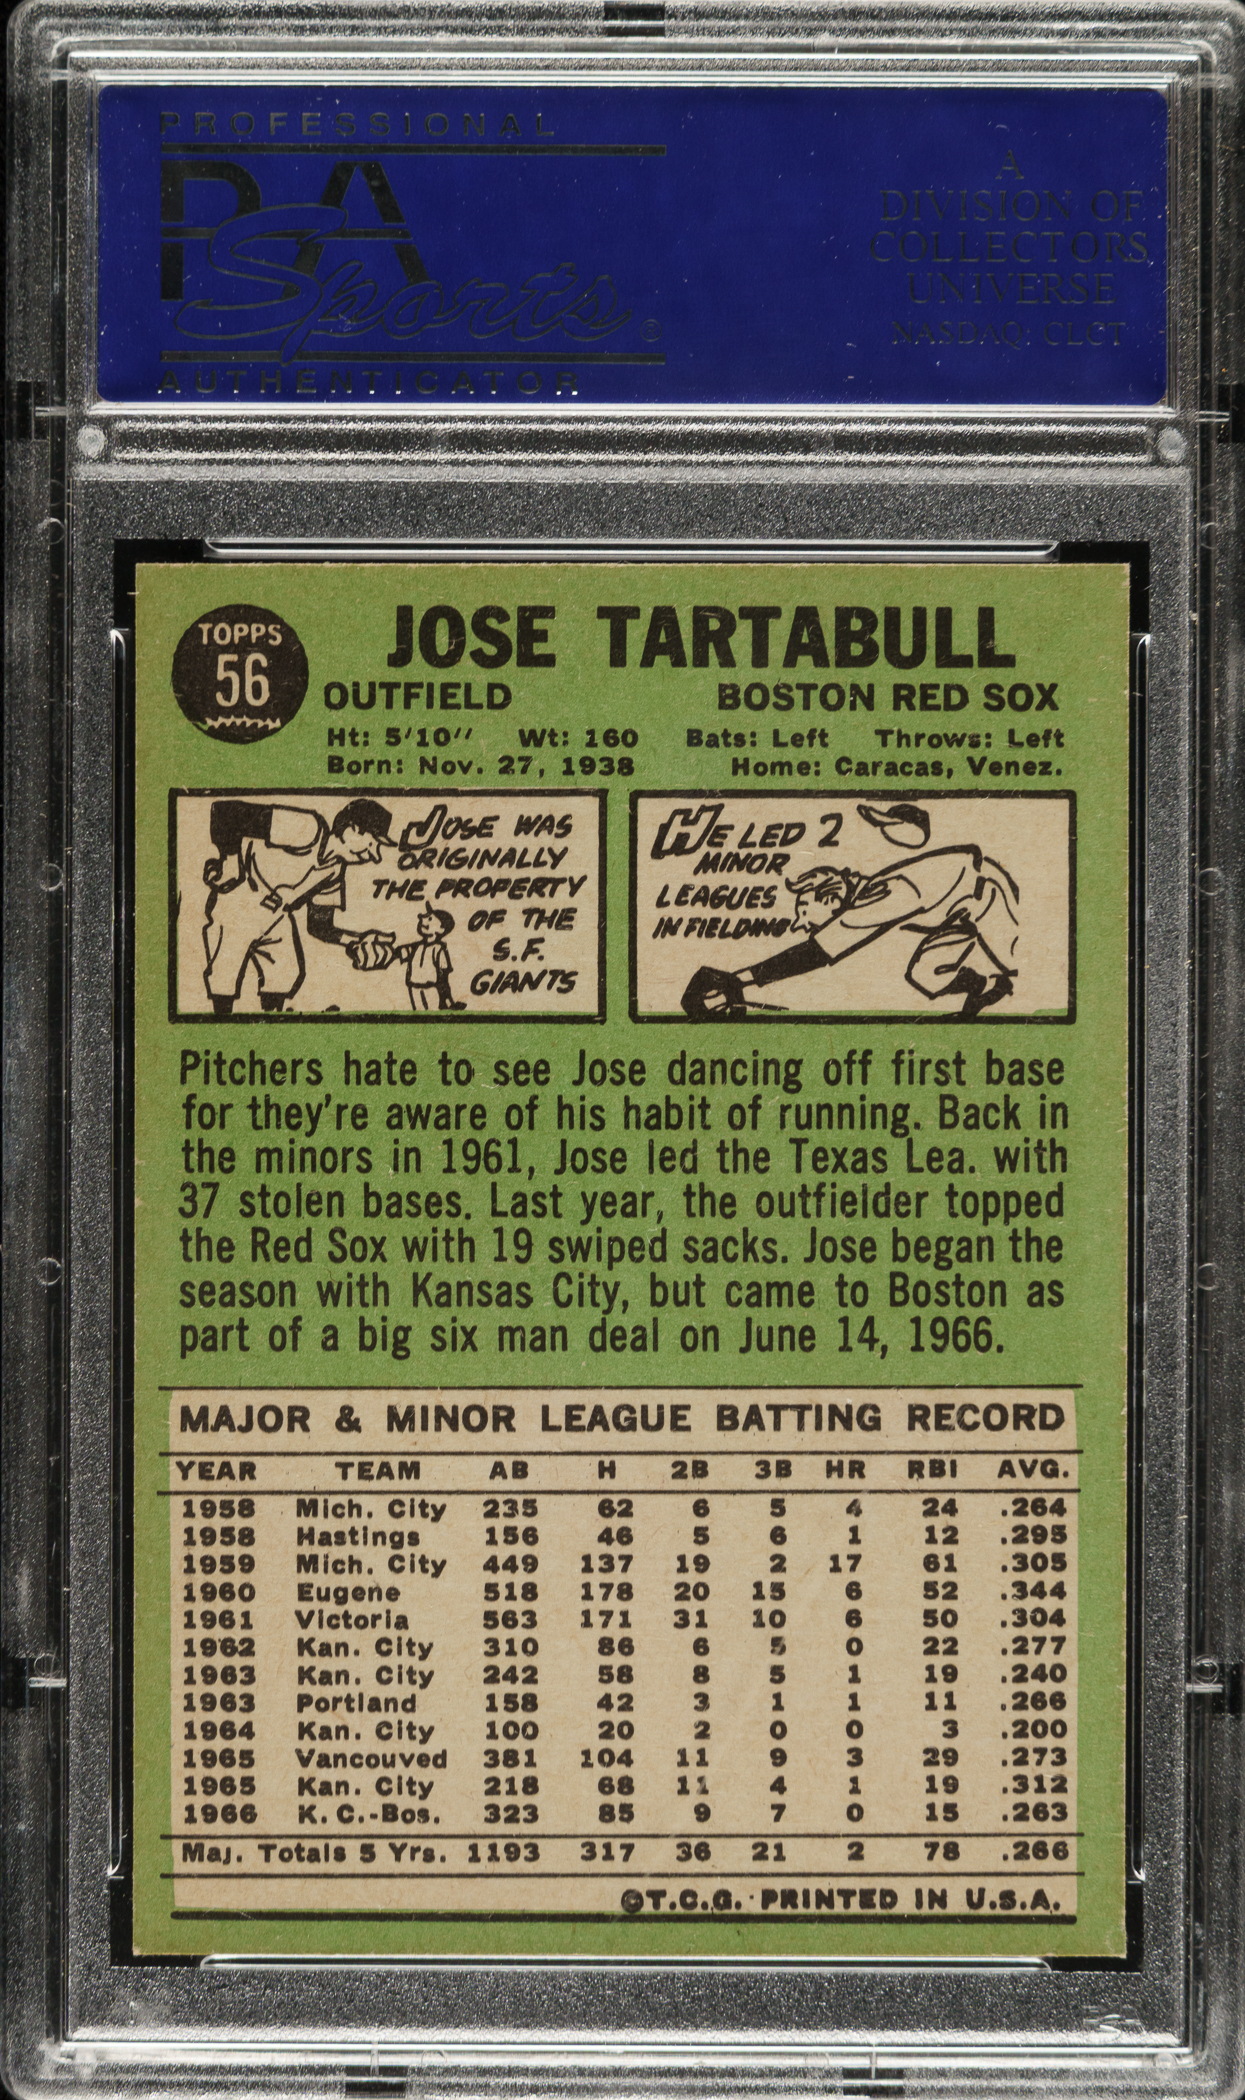 PROFESSIONAL
PSA
Sports®
AUTHENTICATOR
A
DIVISION OF
COLLECTORS
UNIVERSE
NASDAQ: CLCT
TOPPS
56
JOSE TARTABULL
OUTFIELD BOSTON RED SOX
Ht: 5'10" Wt: 160 Bats: Left Throws: Left
Born: Nov. 27, 1938 Home: Caracas, Venez.
JOSE WAS
ORIGINALLY
THE PROPERTY
OF THE
S.F.
GIANTS
HE LED 2
MINOR
LEAGUES
IN FIELDING
Pitchers hate to see Jose dancing off first base
for they're aware of his habit of running. Back in
the minors in 1961, Jose led the Texas Lea. with
37 stolen bases. Last year, the outfielder topped
the Red Sox with 19 swiped sacks. Jose began the
season with Kansas City, but came to Boston as
part of a big six man deal on June 14, 1966.
MAJOR & MINOR LEAGUE BATTING RECORD
YEAR TEAM AB H 2B 3B HR RBI AVG.
1958 Mich. City 235 62 6 5 4 24 .264
1958 Hastings 156 46 5 6 1 12 .295
1959 Mich. City 449 137 19 2 17 61 .305
1960 Eugene 518 178 20 15 6 52 .344
1961 Victoria 563 171 31 10 6 50 .304
1962 Kan. City 310 86 6 5 0 22 .277
1963 Kan. City 242 58 8 5 1 19 .240
1963 Portland 158 42 3 1 1 11 .266
1964 Kan. City 100 20 2 0 0 3 .200
1965 Vancouved 381 104 11 9 3 29 .273
1965 Kan. City 218 68 11 4 1 19 .312
1966 K. C.-Bos. 323 85 9 7 0 15 .263
Maj. Totals 5 Yrs. 1193 317 36 21 2 78 .266
©T.C.G. PRINTED IN U.S.A.